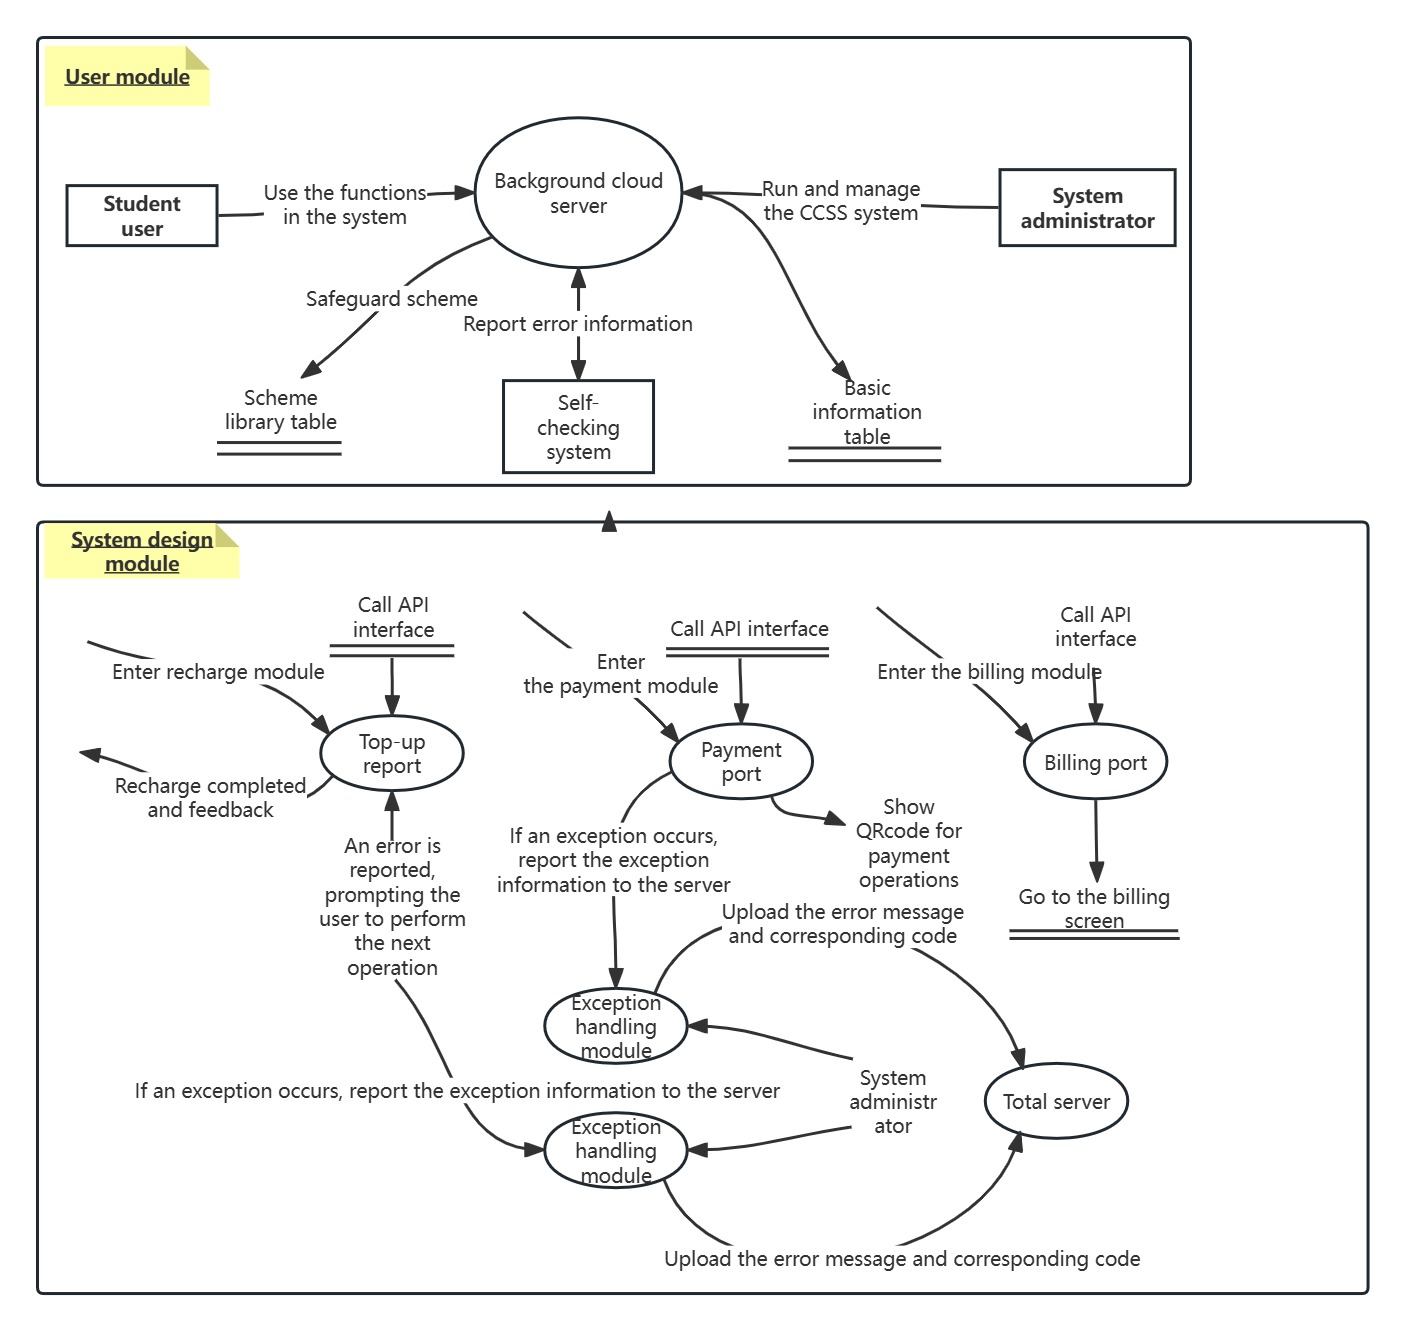 User module
Student
user
Use the functions
in the system
Background cloud
server
Run and manage
the CCSS system
System
administrator
Safeguard scheme
Report error information
Scheme
library table
Self-
checking
system
Basic
information
table
System design
module
Call API
interface
Enter recharge module
Top-up
report
Recharge completed
and feedback
An error is
reported,
prompting the
user to perform
the next
operation
Call API interface
Enter
the payment module
Payment
port
If an exception occurs,
report the exception
information to the server
Show
QRcode for
payment
operations
Call API
interface
Enter the billing module
Billing port
Go to the billing
screen
Upload the error message
and corresponding code
Exception
handling
module
If an exception occurs, report the exception information to the server
System
administr
ator
Total server
Exception
handling
module
Upload the error message and corresponding code